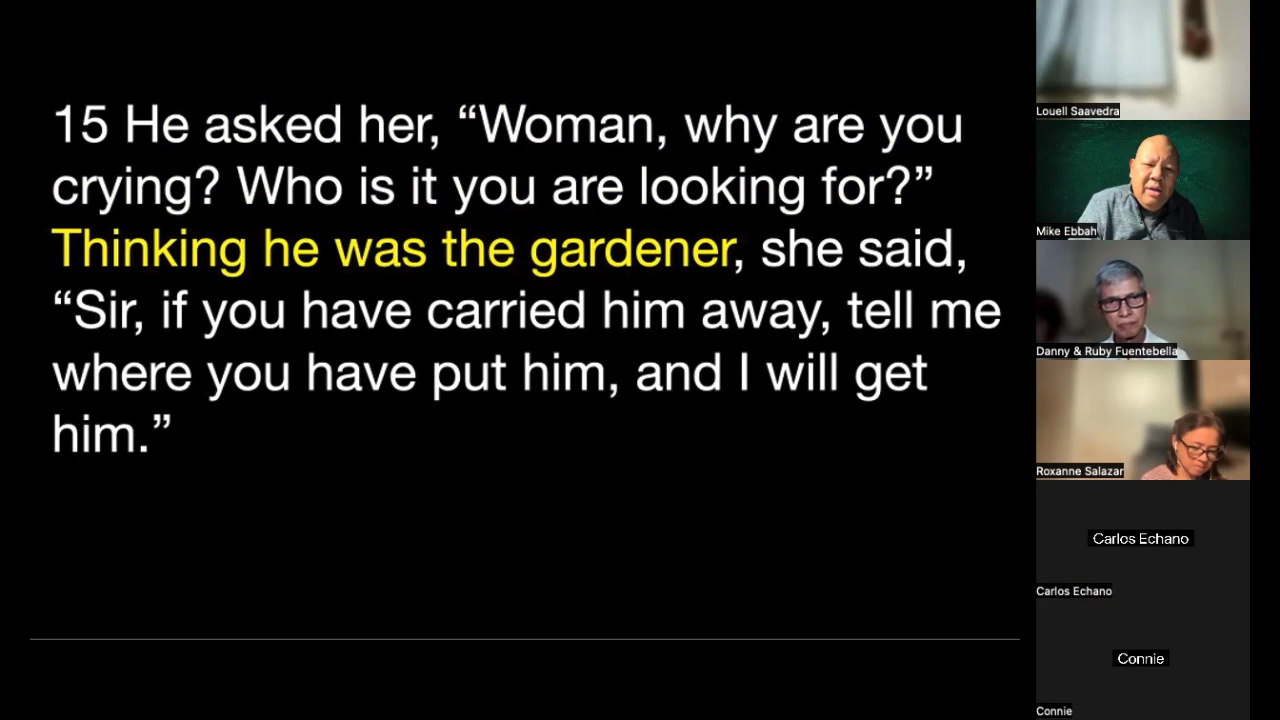 15 He asked her, “Woman, why are you
crying? Who is it you are looking for?”
Thinking he was the gardener, she said,
“Sir, if you have carried him away, tell me
where you have put him, and I will get
him.”
Louell Saavedra
Mike Ebbah
Danny & Ruby Fuentebella
Roxanne Salazar
Carlos Echano
Carlos Echano
Connie
Connie